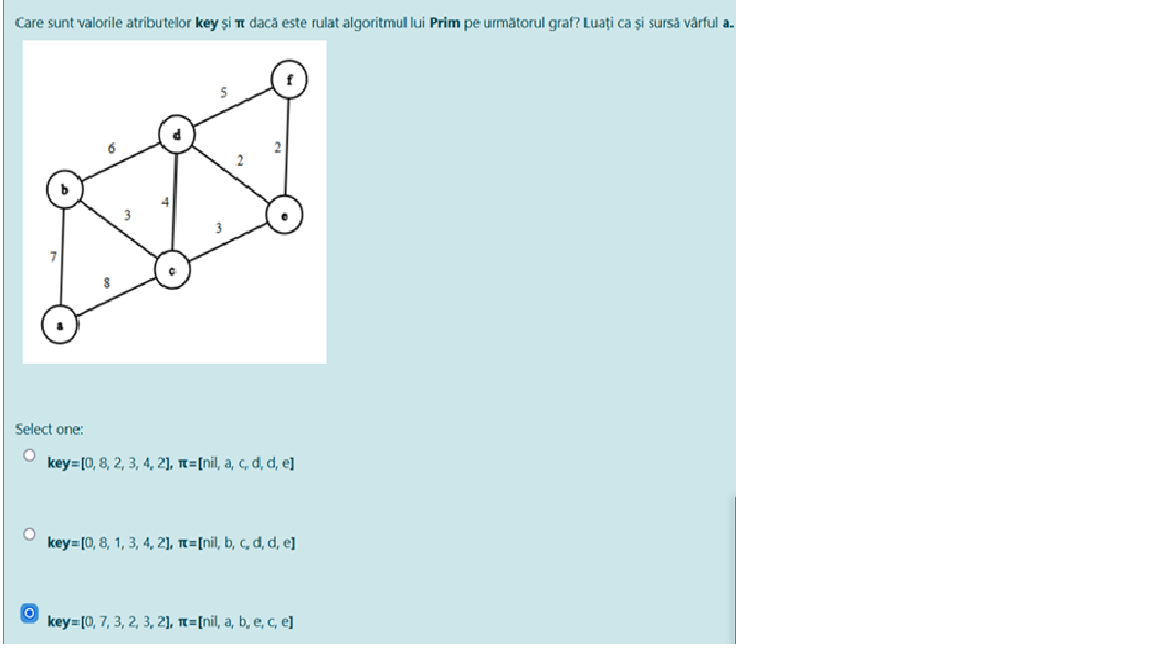 Care sunt valorile atributelor key și π dacă este rulat algoritmul lui Prim pe următorul graf? Luați ca și sursă vârful a.
f
5
d
6
2
2
b
4
3
3
e
7
c
8
a
Select one:
key=[0, 8, 2, 3, 4, 2], π=[nil, a, c, d, d, e]
key=[0, 8, 1, 3, 4, 2], π=[nil, b, c, d, d, e]
key=[0, 7, 3, 2, 3, 2], π=[nil, a, b, e, c, e]